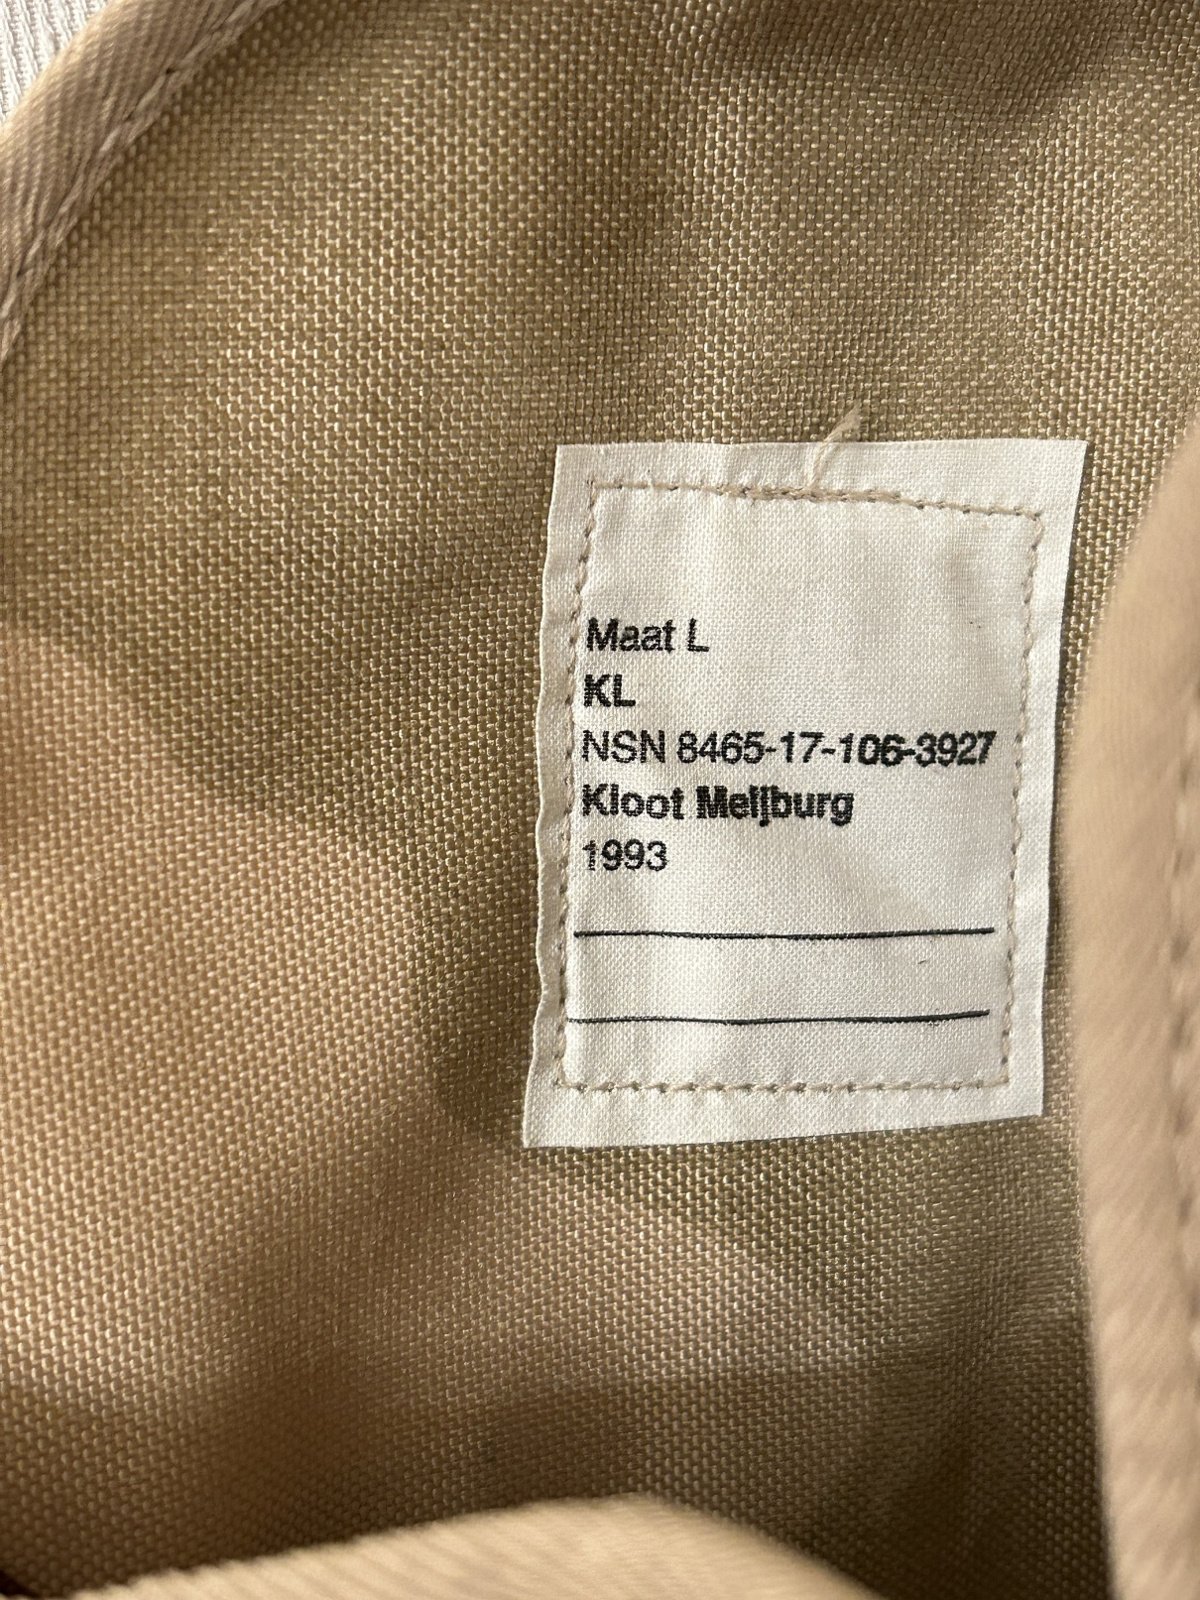 Maat L
KL
NSN 8465-17-106-3927
Kloot Meijburg
1993